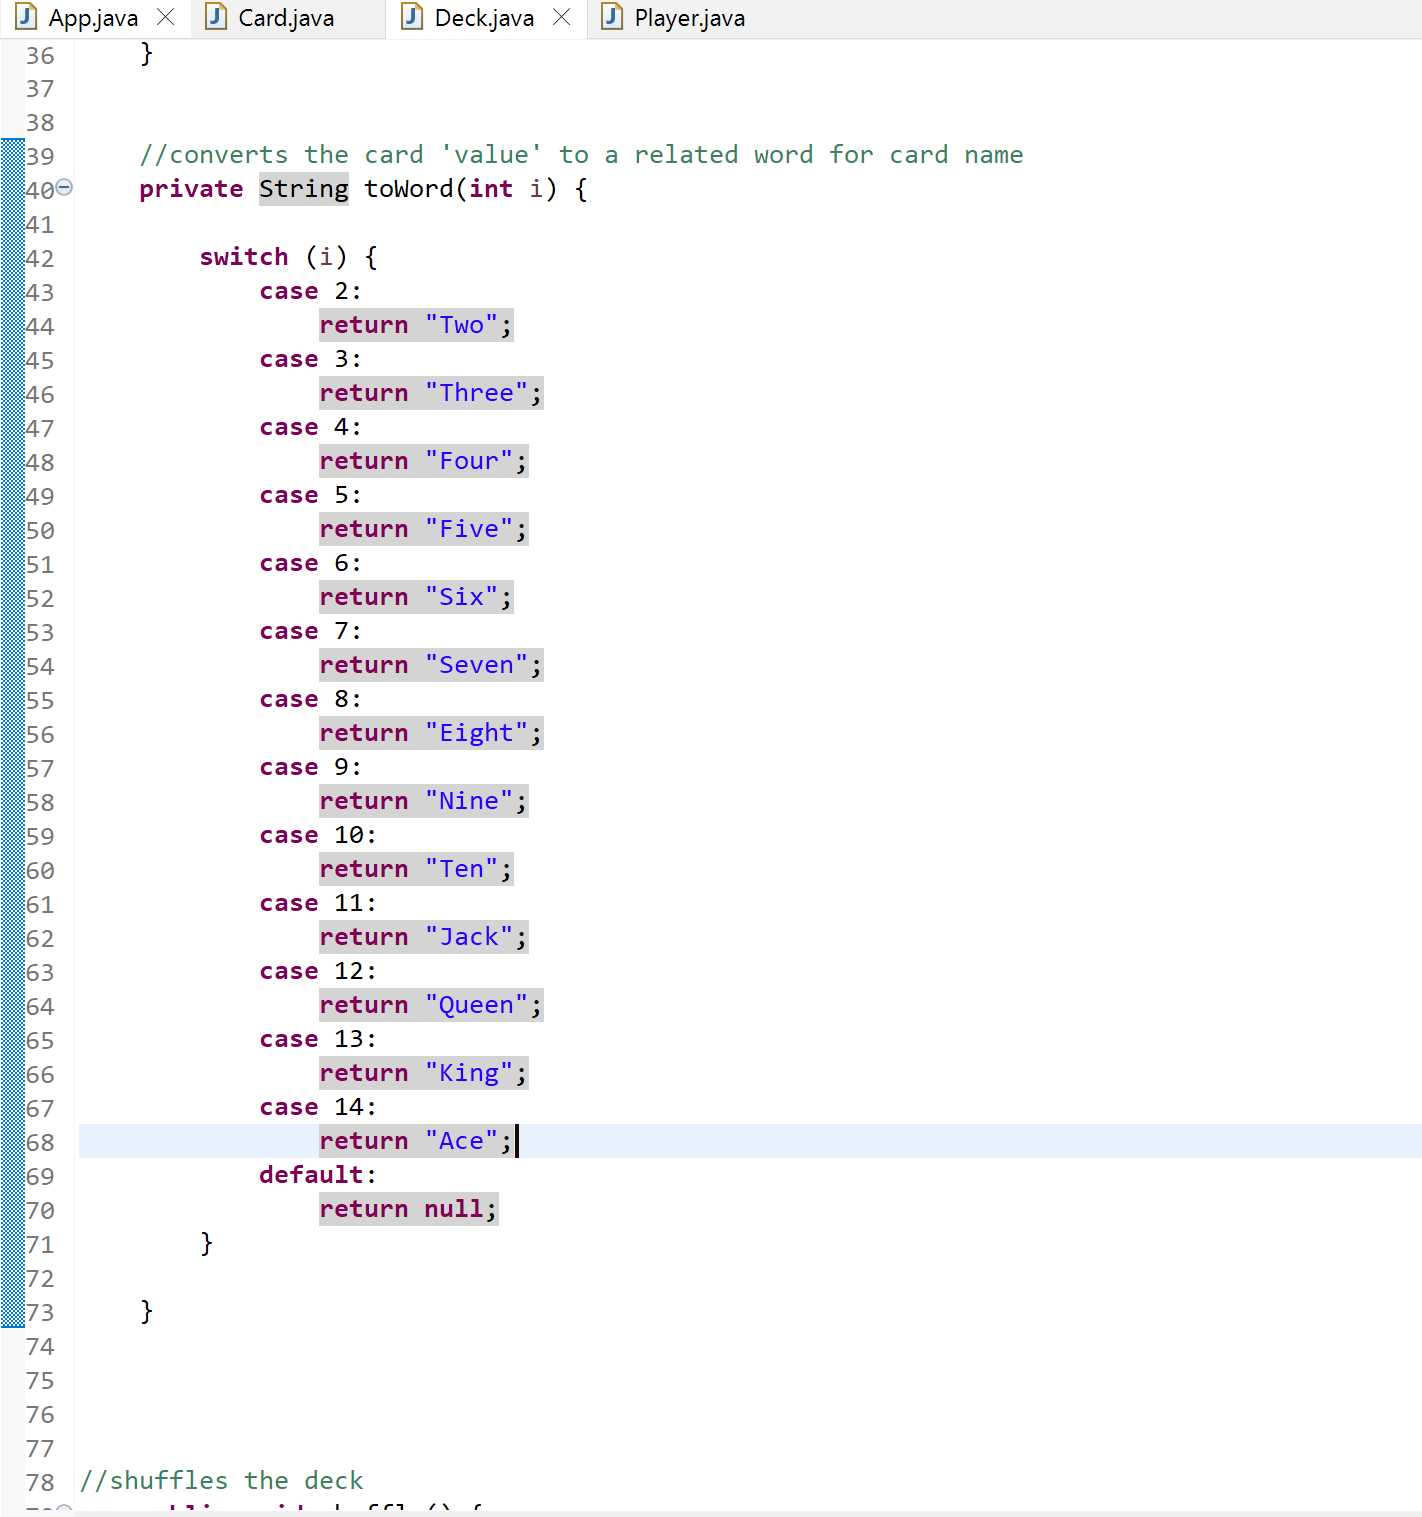 App.java Card.java Deck.java Player.java
36 }
37
38
39 //converts the card 'value' to a related word for card name
40 private String toWord(int i) {
41
42 switch (i) {
43 case 2:
44 return "Two";
45 case 3:
46 return "Three";
47 case 4:
48 return "Four";
49 case 5:
50 return "Five";
51 case 6:
52 return "Six";
53 case 7:
54 return "Seven";
55 case 8:
56 return "Eight";
57 case 9:
58 return "Nine";
59 case 10:
60 return "Ten";
61 case 11:
62 return "Jack";
63 case 12:
64 return "Queen";
65 case 13:
66 return "King";
67 case 14:
68 return "Ace";
69 default:
70 return null;
71 }
72
73 }
74
75
76
77
78 //shuffles the deck